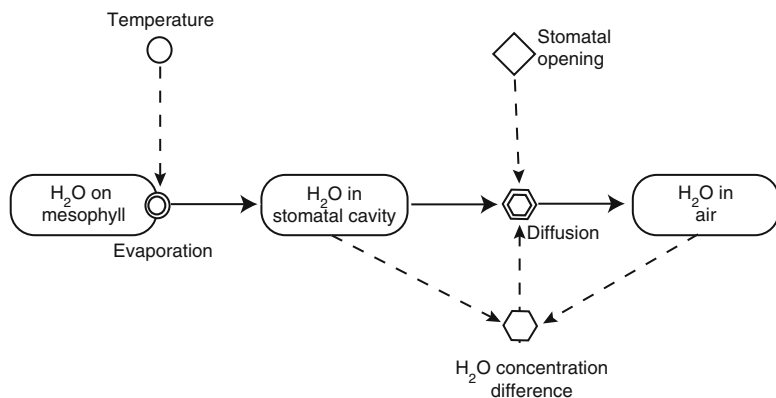 Temperature
Stomatal
opening
H₂O on
mesophyll
H₂O in
stomatal cavity
H₂O in
air
Evaporation
Diffusion
H₂O concentration
difference